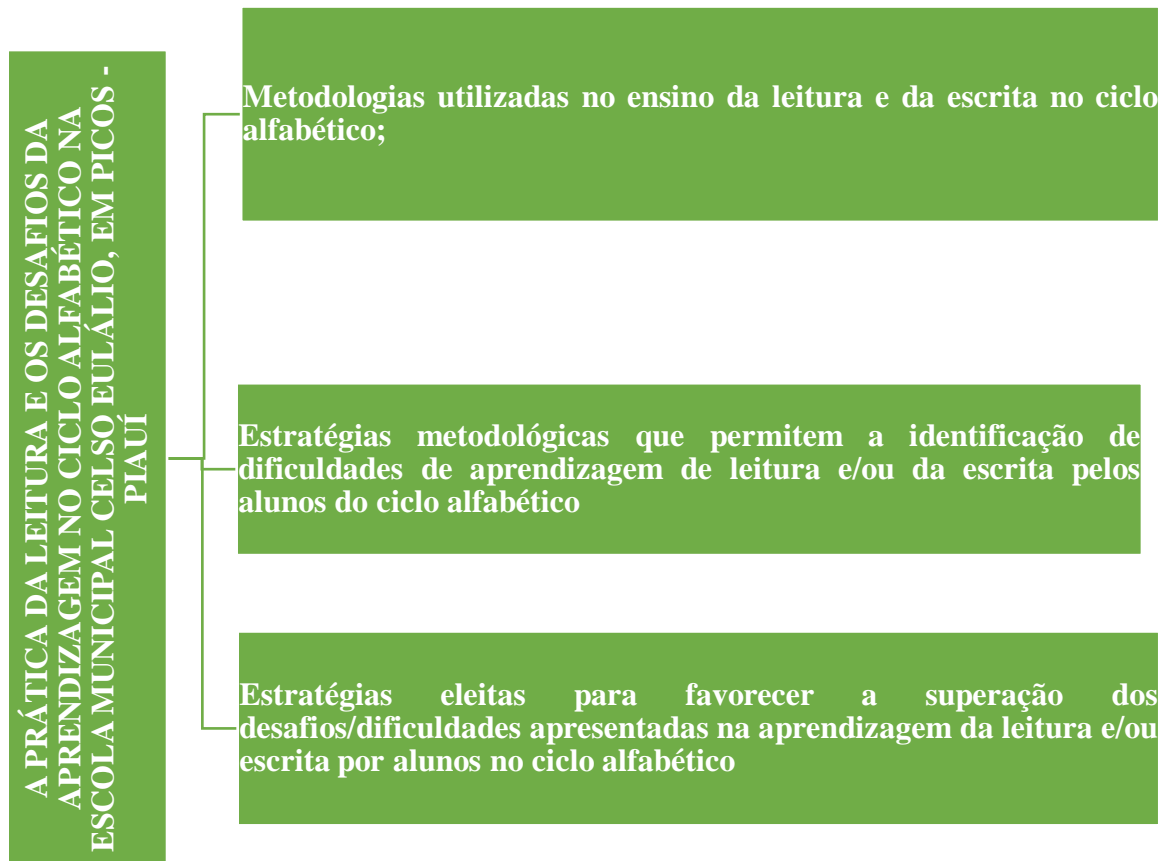 A PRÁTICA DA LEITURA E OS DESAFIOS DA
APRENDIZAGEM NO CICLO ALFABÉTICO NA
ESCOLA MUNICIPAL CELSO EULÁLIO, EM PICOS -
PIAUÍ
Metodologias utilizadas no ensino da leitura e da escrita no ciclo
alfabético;
Estratégias metodológicas que permitem a identificação de
dificuldades de aprendizagem de leitura e/ou da escrita pelos
alunos do ciclo alfabético
Estratégias eleitas para favorecer a superação dos
desafios/dificuldades apresentadas na aprendizagem da leitura e/ou
escrita por alunos no ciclo alfabético